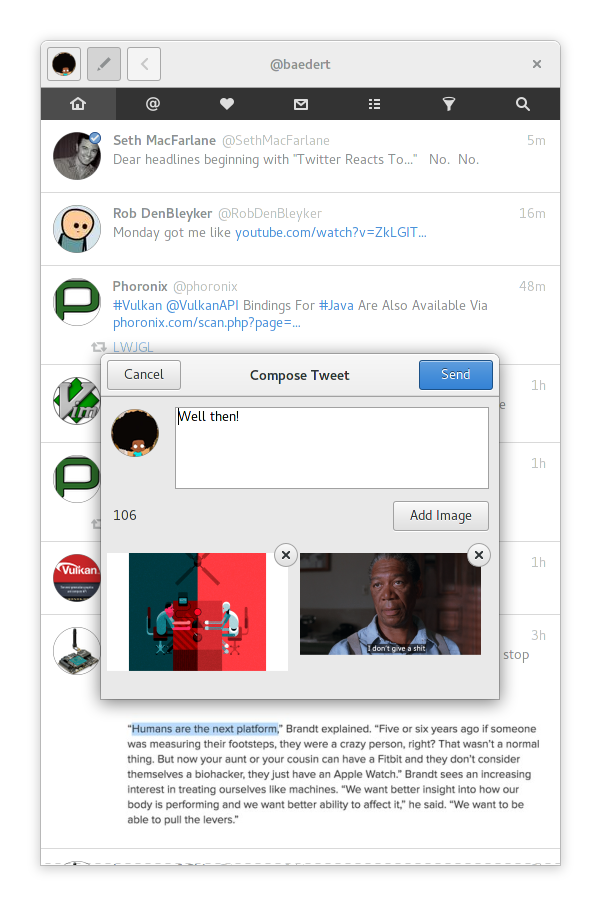 @baedert
Seth MacFarlane @SethMacFarlane 5m
Dear headlines beginning with "Twitter Reacts To..." No. No.
Rob DenBleyker @RobDenBleyker 16m
Monday got me like youtube.com/watch?v=ZkLGIT...
Phoronix @phoronix 48m
#Vulkan @VulkanAPI Bindings For #Java Are Also Available Via
phoronix.com/scan.php?page=...
LWJGL
Cancel
Compose Tweet
Send
1h
e
Well then!
1h
106
Add Image
Vulkan
1h
I don't give a shit
3h
stop
“Humans are the next platform,” Brandt explained. “Five or six years ago if someone
was measuring their footsteps, they were a crazy person, right? That wasn’t a normal
thing. But now your aunt or your cousin can have a Fitbit and they don’t consider
themselves a biohacker, they just have an Apple Watch.” Brandt sees an increasing
interest in treating ourselves like machines. “We want better insight into how our
body is performing and we want better ability to affect it,” he said. “We want to be
able to pull the levers.”